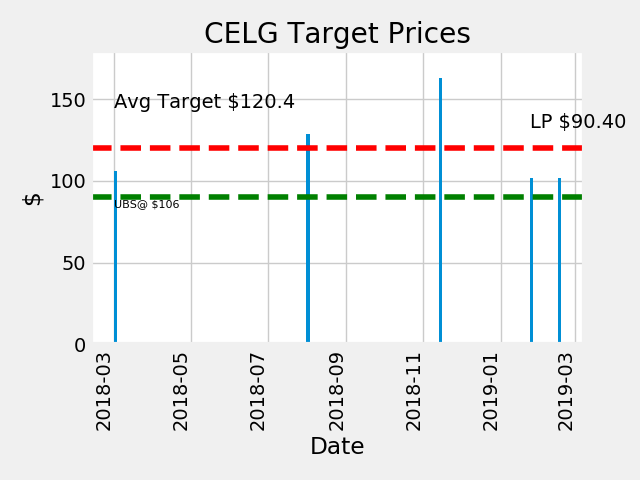 CELG Target Prices
150
100
50
0
$
Avg Target $120.4
LP $90.40
UBS@ $106
2018-03
2018-05
2018-07
2018-09
2018-11
2019-01
2019-03
Date